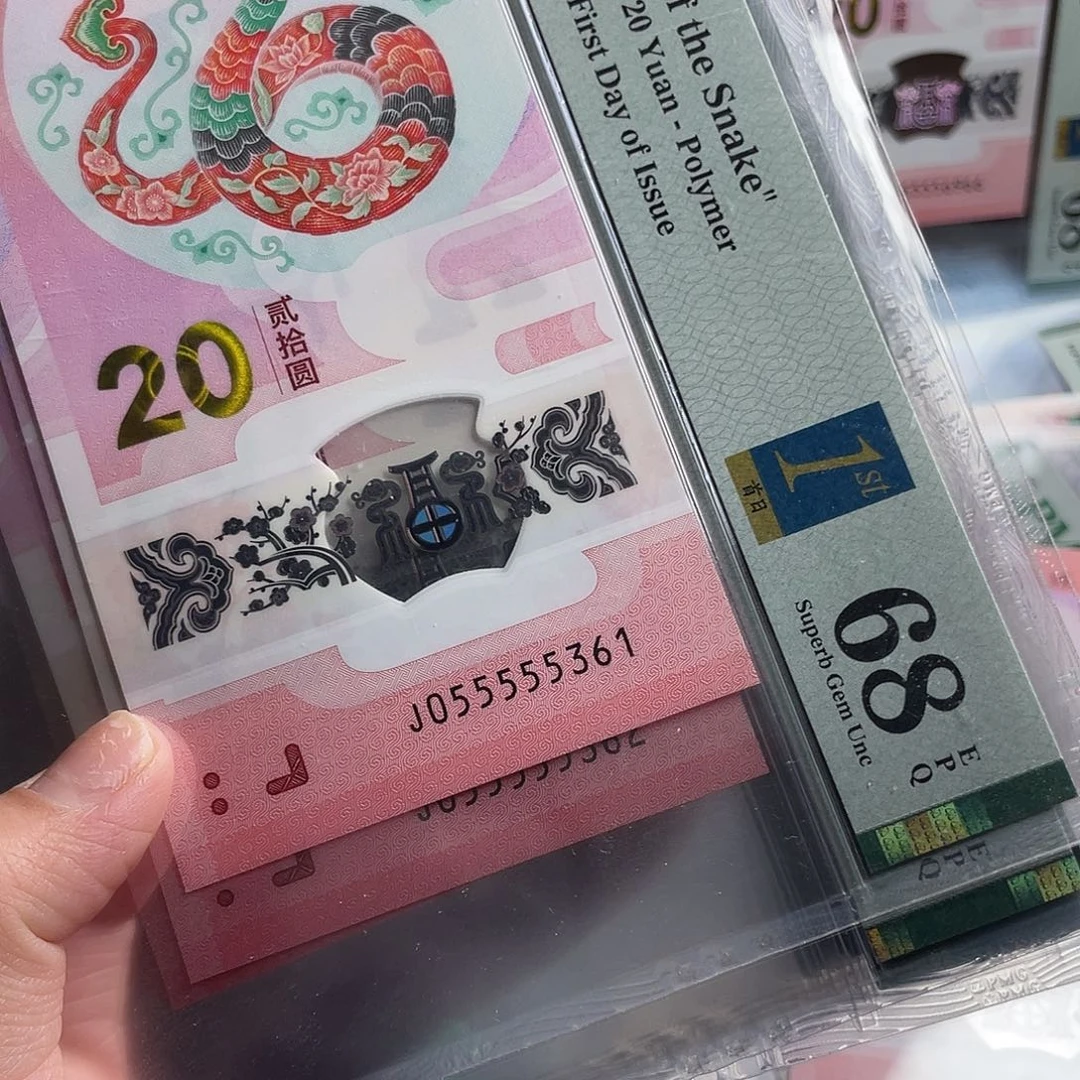 20
贰拾圆
J055555361
f the Snake"
20 Yuan - Polymer
First Day of Issue
1st
首日
68
Superb Gem Unc
E
P Q
E
P Q
PMG